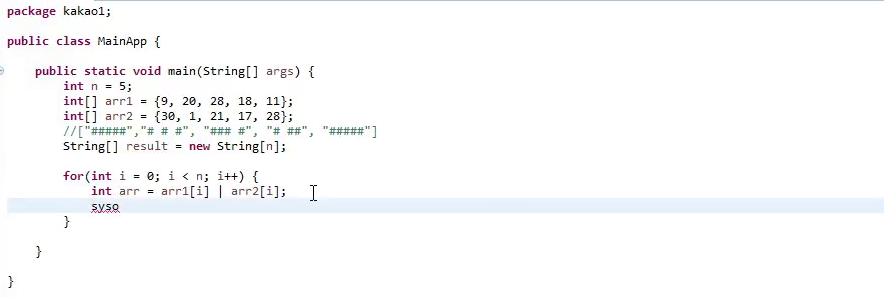 package kakao1;
public class MainApp {
public static void main(String[] args) {
int n = 5;
int[] arr1 = {9, 20, 28, 18, 11};
int[] arr2 = {30, 1, 21, 17, 28};
//["#####","# # #", "### #", "# ##", "#####"]
String[] result = new String[n];
for(int i = 0; i < n; i++) {
int arr = arr1[i] | arr2[i];
syso
}
}
}